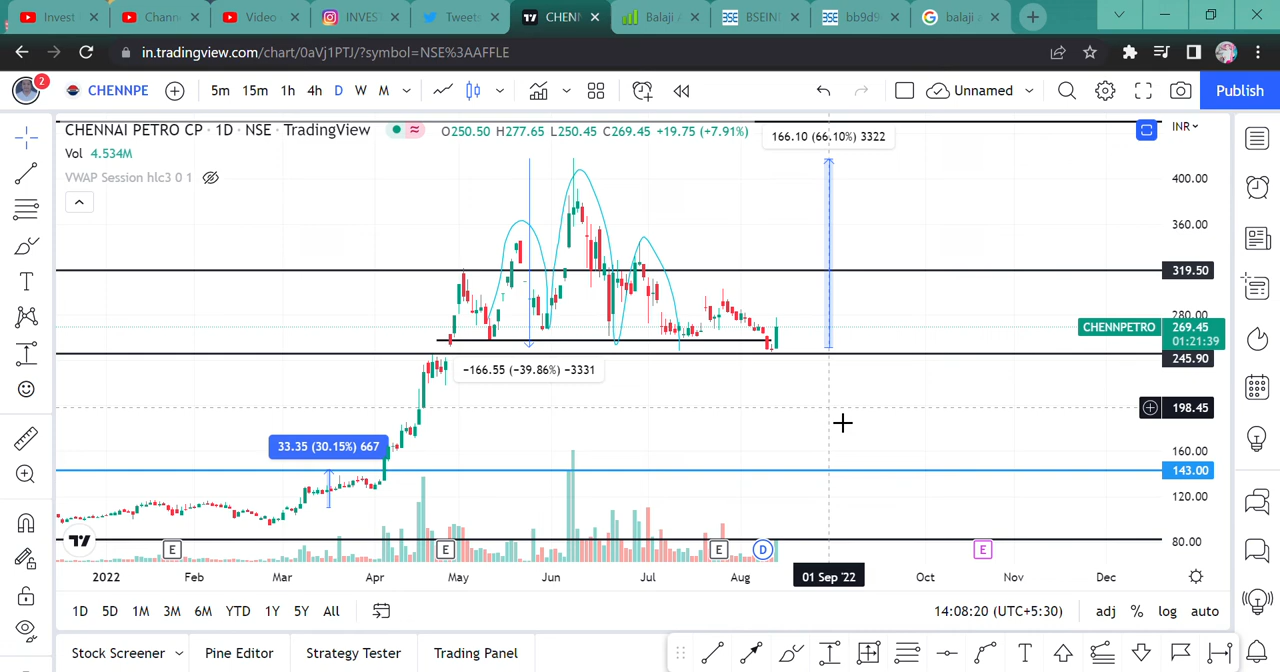 Invest
Chann
Video
INVES
Tweets
CHENN
Balaji A
BSEIN
bb9d9
balaji a
in.tradingview.com/chart/0aVj1PTJ/?symbol=NSE%3AAFFLE
2
CHENNPE 5m 15m 1h 4h D W M Unnamed Publish
CHENNAI PETRO CP · 1D · NSE · TradingView O250.50 H277.65 L250.45 C269.45 +19.75 (+7.91%)
Vol 4.534M
VWAP Session hlc3 0 1
166.10 (66.10%) 3322
INR
400.00
360.00
319.50
280.00
CHENNPETRO 269.45
01:21:39
245.90
−166.55 (−39.86%) −3331
198.45
33.35 (30.15%) 667
160.00
143.00
120.00
80.00
E E E D E
2022 Feb Mar Apr May Jun Jul Aug 01 Sep '22 Oct Nov Dec
1D 5D 1M 3M 6M YTD 1Y 5Y All 14:08:20 (UTC+5:30) adj % log auto
Stock Screener Pine Editor Strategy Tester Trading Panel